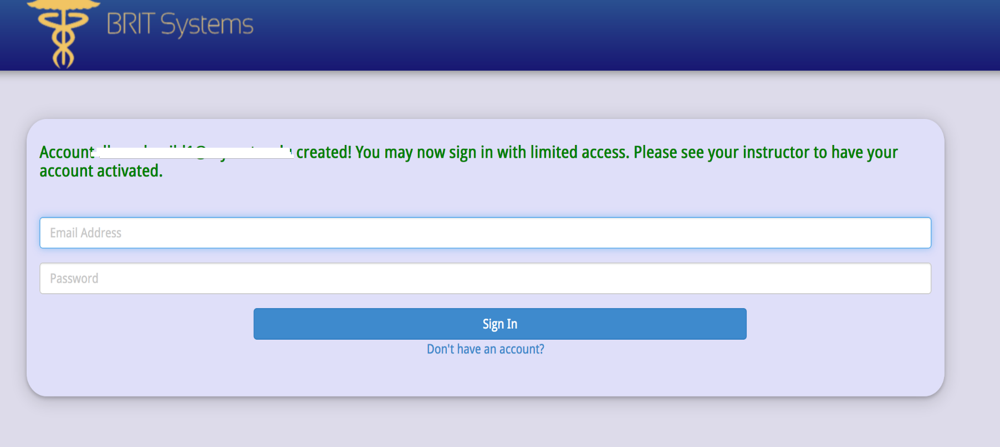 BRIT Systems
Account created! You may now sign in with limited access. Please see your instructor to have your
account activated.
Email Address
Password
Sign In
Don't have an account?